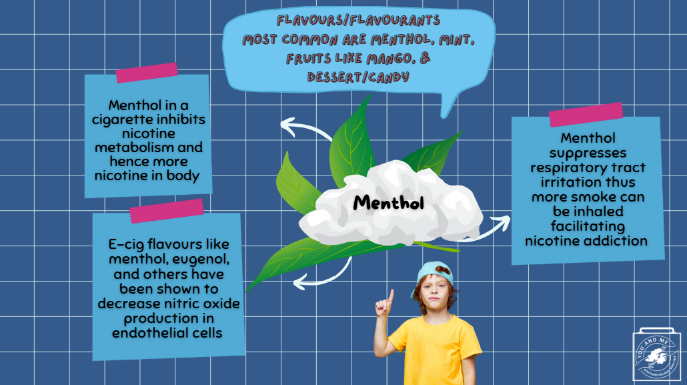 FLAVOURS/FLAVOURANTS
MOST COMMON ARE MENTHOL, MINT,
FRUITS LIKE MANGO, &
DESSERT/CANDY
Menthol in a
cigarette inhibits
nicotine
metabolism and
hence more
nicotine in body
Menthol
Menthol
suppresses
respiratory tract
irritation thus
more smoke can
be inhaled
facilitating
nicotine addiction
E-cig flavours like
menthol, eugenol,
and others have
been shown to
decrease nitric oxide
production in
endothelial cells
YOU AND ME